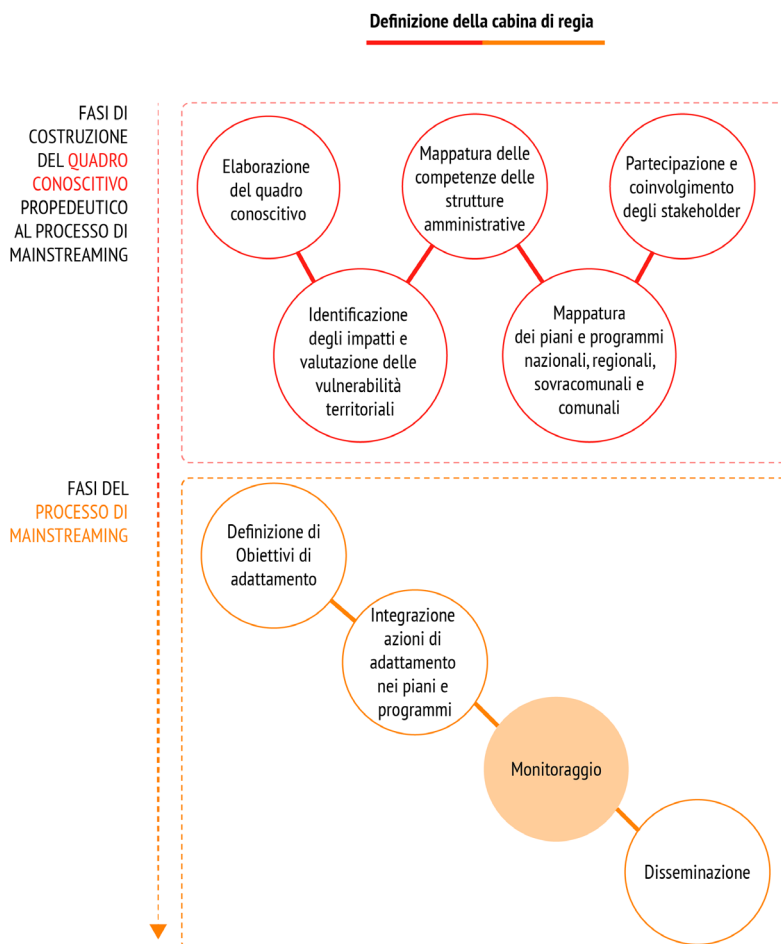 Definizione della cabina di regia
FASI DI
COSTRUZIONE
DEL QUADRO
CONOSCITIVO
PROPEDEUTICO
AL PROCESSO DI
MAINSTREAMING
Elaborazione
del quadro
conoscitivo
Identificazione
degli impatti e
valutazione delle
vulnerabilità
territoriali
Mappatura delle
competenze delle
strutture
amministrative
Mappatura
dei piani e programmi
nazionali, regionali,
sovracomunali e
comunali
Partecipazione e
coinvolgimento
degli stakeholder
FASI DEL
PROCESSO DI
MAINSTREAMING
Definizione di
Obiettivi di
adattamento
Integrazione
azioni di
adattamento
nei piani e
programmi
Monitoraggio
Disseminazione